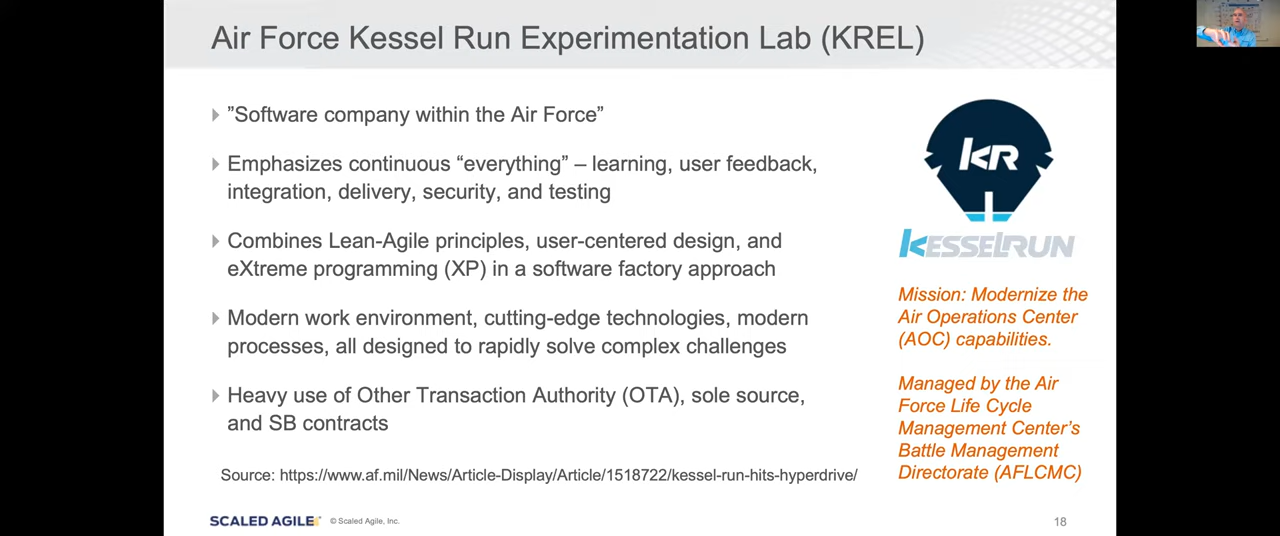 Air Force Kessel Run Experimentation Lab (KREL)
”Software company within the Air Force”
Emphasizes continuous “everything” – learning, user feedback,
integration, delivery, security, and testing
Combines Lean-Agile principles, user-centered design, and
eXtreme programming (XP) in a software factory approach
Modern work environment, cutting-edge technologies, modern
processes, all designed to rapidly solve complex challenges
Heavy use of Other Transaction Authority (OTA), sole source,
and SB contracts
Source: https://www.af.mil/News/Article-Display/Article/1518722/kessel-run-hits-hyperdrive/
KR
KESSELRUN
Mission: Modernize the
Air Operations Center
(AOC) capabilities.
Managed by the Air
Force Life Cycle
Management Center’s
Battle Management
Directorate (AFLCMC)
SCALED AGILE
© Scaled Agile, Inc.
18